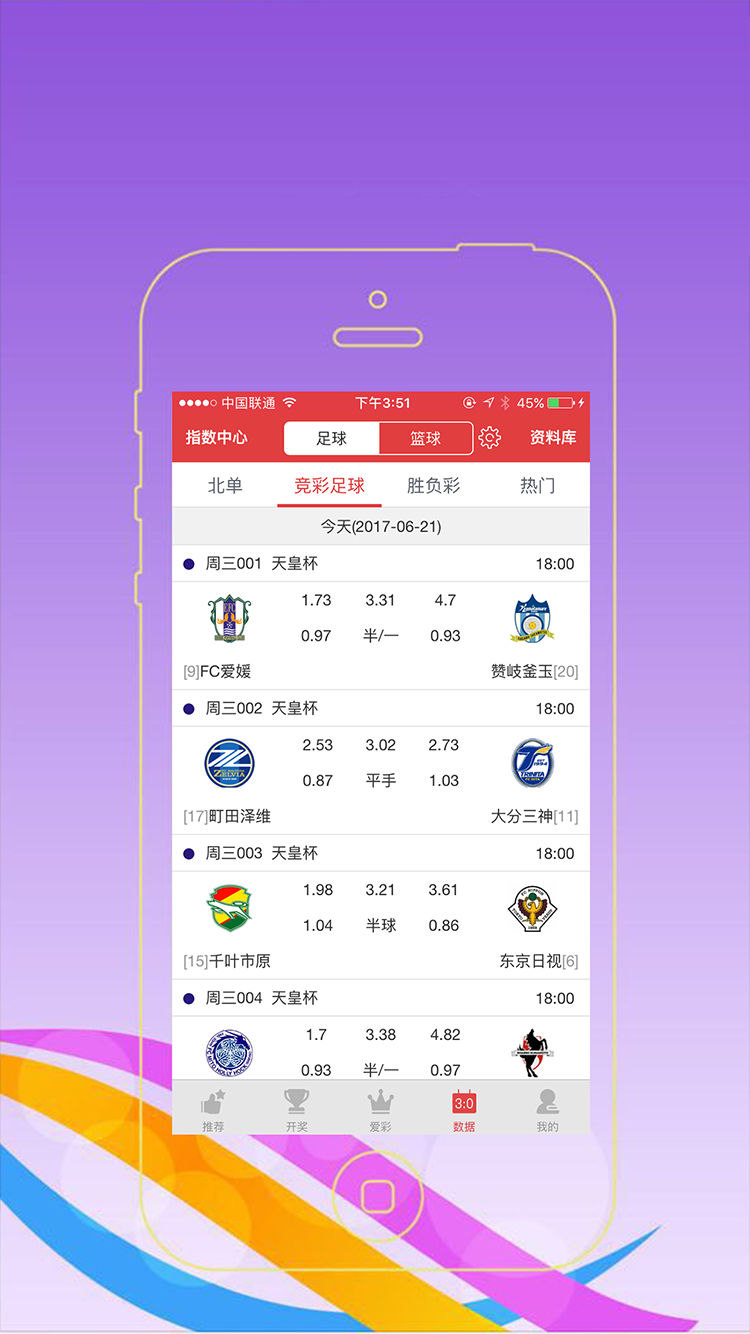 中国联通 下午3:51 45%
指数中心 足球 篮球 资料库
北单 竞彩足球 胜负彩 热门
今天(2017-06-21)
周三001 天皇杯 18:00
1.73 3.31 4.7
0.97 半/一 0.93
[9]FC爱媛 赞岐釜玉[20]
周三002 天皇杯 18:00
2.53 3.02 2.73
0.87 平手 1.03
[17]町田泽维 大分三神[11]
周三003 天皇杯 18:00
1.98 3.21 3.61
1.04 半球 0.86
[15]千叶市原 东京日视[6]
周三004 天皇杯 18:00
1.7 3.38 4.82
0.93 半/一 0.97
3:0
推荐 开奖 爱彩 数据 我的